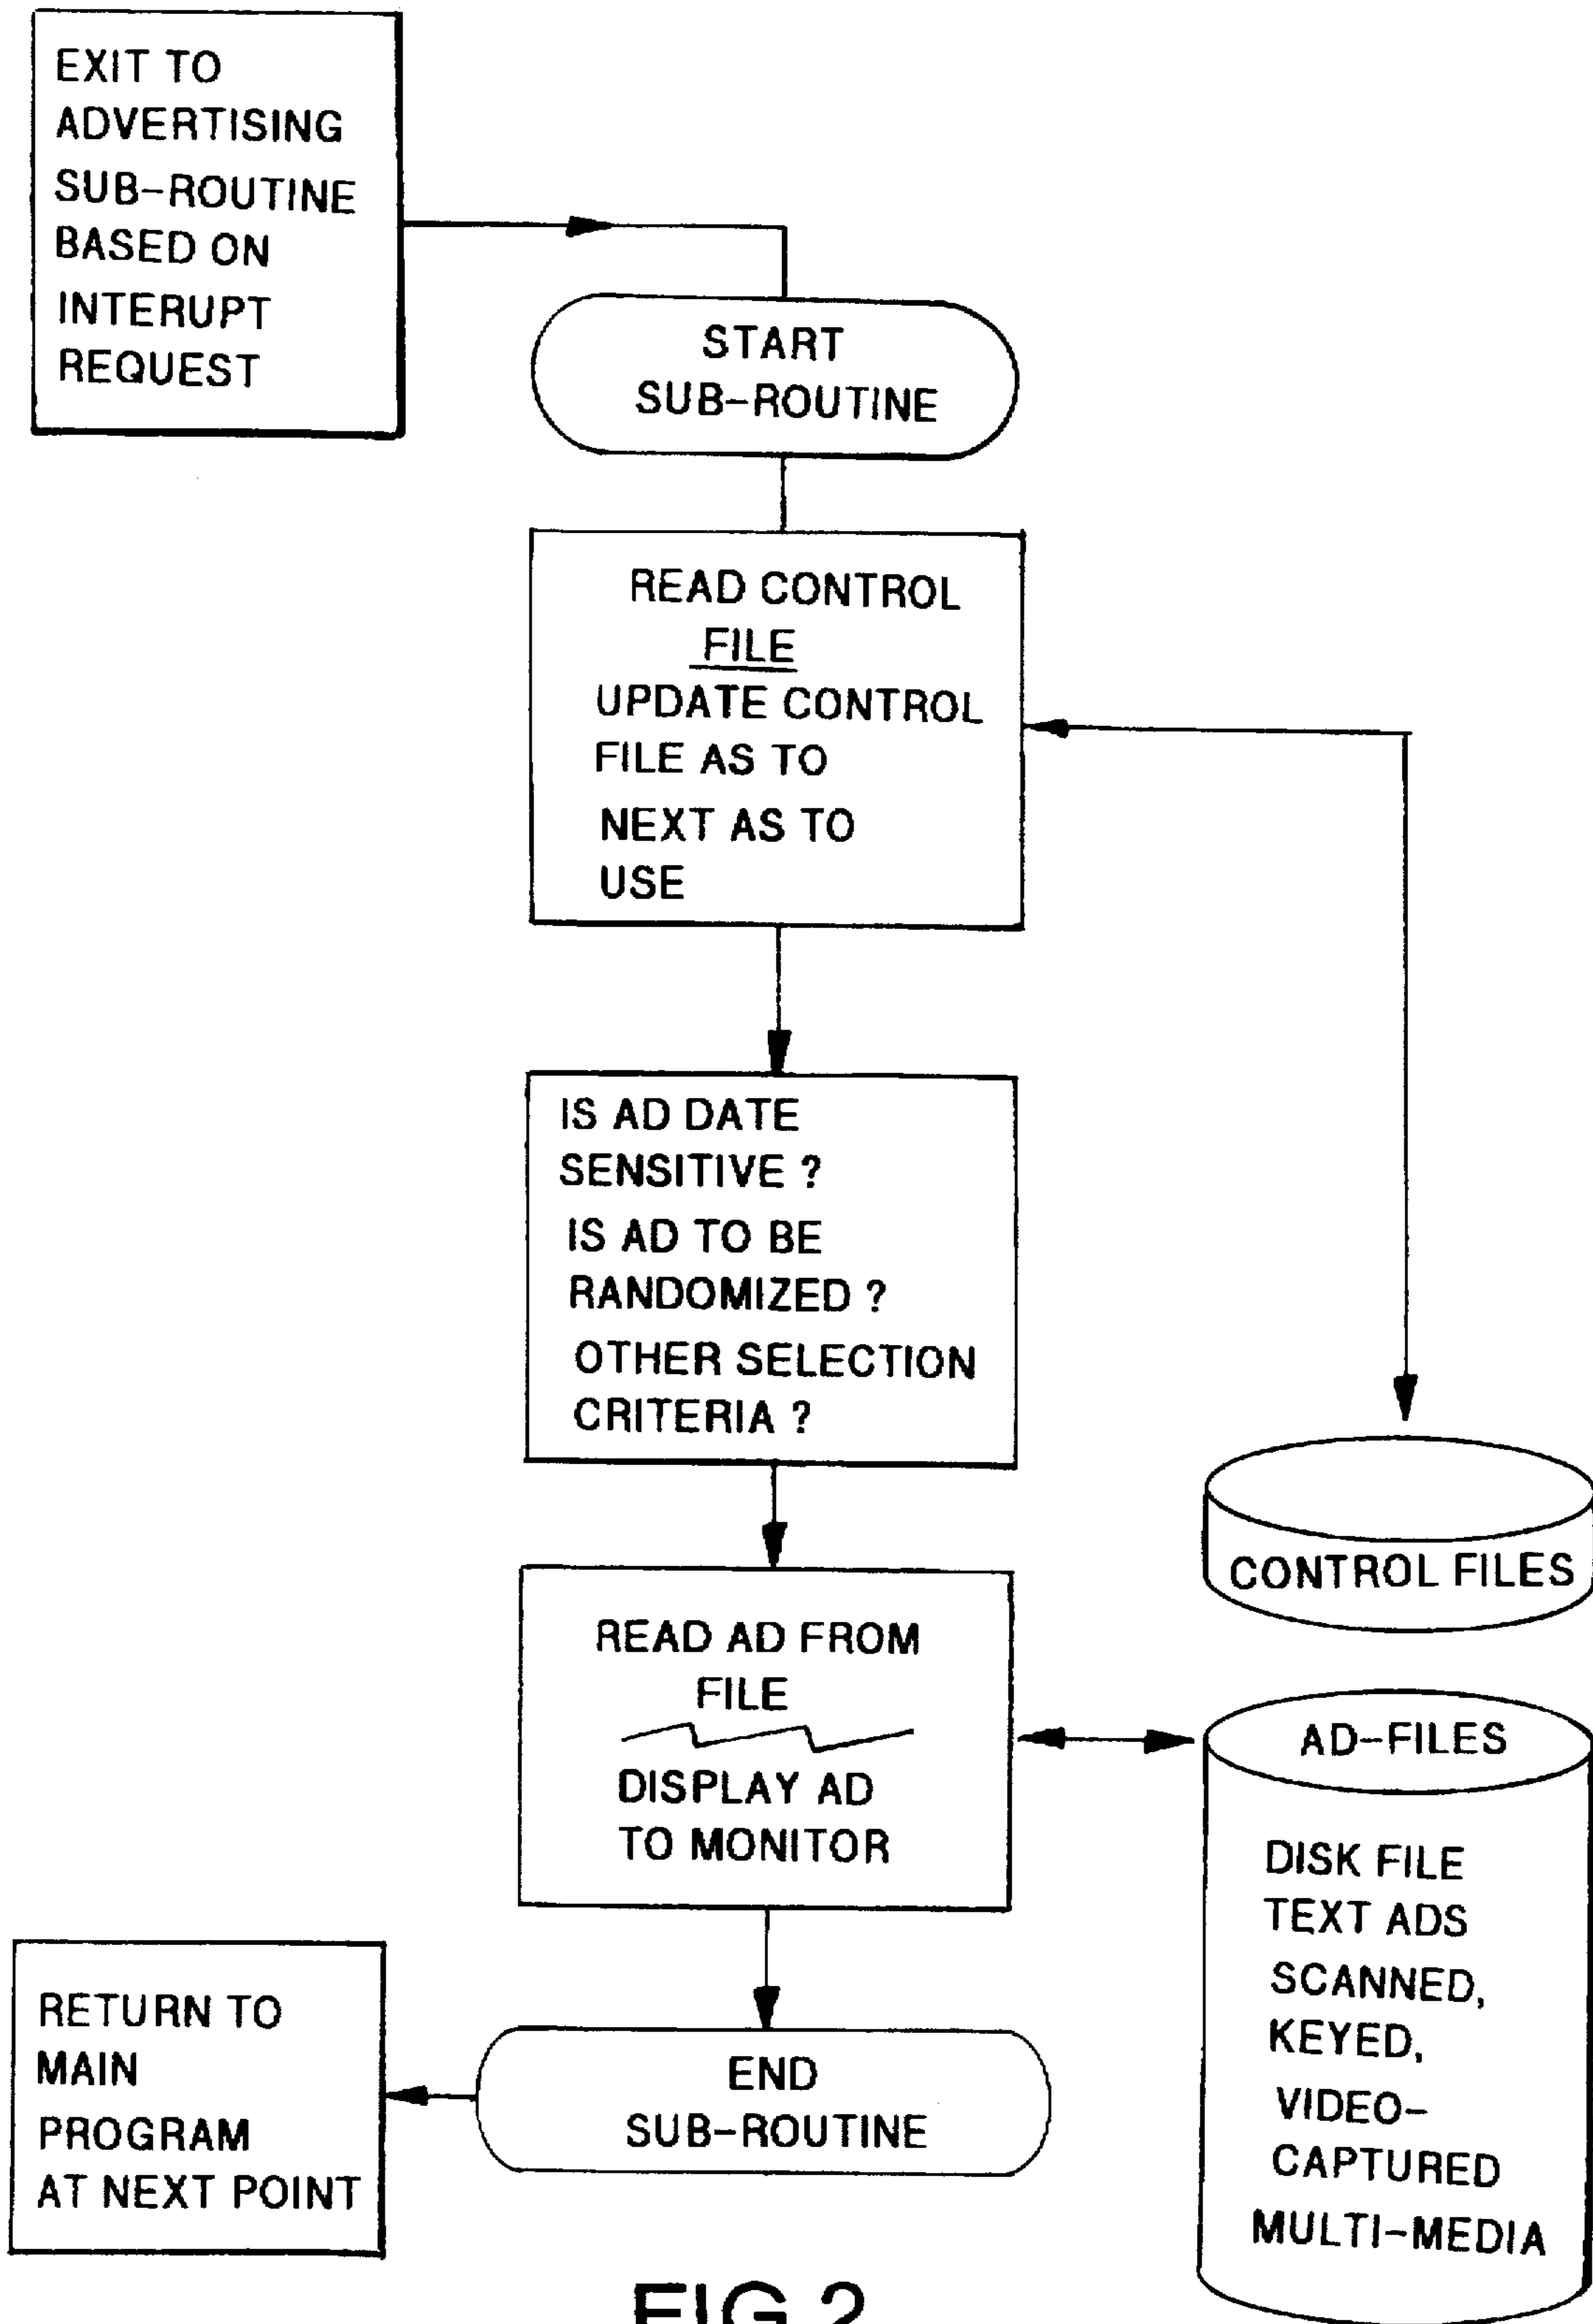 EXIT TO
ADVERTISING
SUB-ROUTINE
BASED ON
INTERUPT
REQUEST
START
SUB-ROUTINE
READ CONTROL
FILE
UPDATE CONTROL
FILE AS TO
NEXT AS TO
USE
IS AD DATE
SENSITIVE ?
IS AD TO BE
RANDOMIZED ?
OTHER SELECTION
CRITERIA ?
CONTROL FILES
READ AD FROM
FILE
DISPLAY AD
TO MONITOR
AD-FILES
DISK FILE
TEXT ADS
SCANNED,
KEYED,
VIDEO-
CAPTURED
MULTI-MEDIA
END
SUB-ROUTINE
RETURN TO
MAIN
PROGRAM
AT NEXT POINT
FIG 2